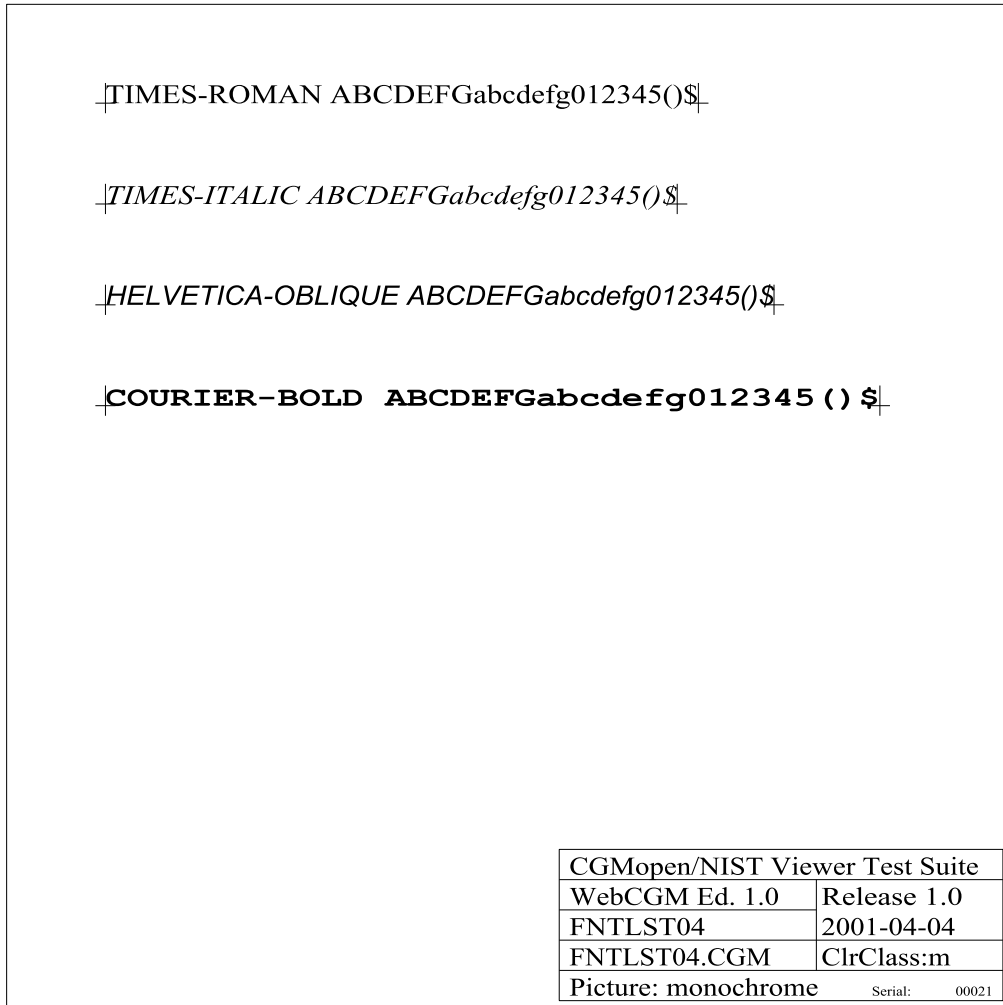 TIMES-ROMAN ABCDEFGabcdefg012345()$
TIMES-ITALIC ABCDEFGabcdefg012345()$
HELVETICA-OBLIQUE ABCDEFGabcdefg012345()$
COURIER-BOLD ABCDEFGabcdefg012345()$
CGMopen/NIST Viewer Test Suite
WebCGM Ed. 1.0 Release 1.0
FNTLST04 2001-04-04
FNTLST04.CGM ClrClass:m
Picture: monochrome Serial: 00021